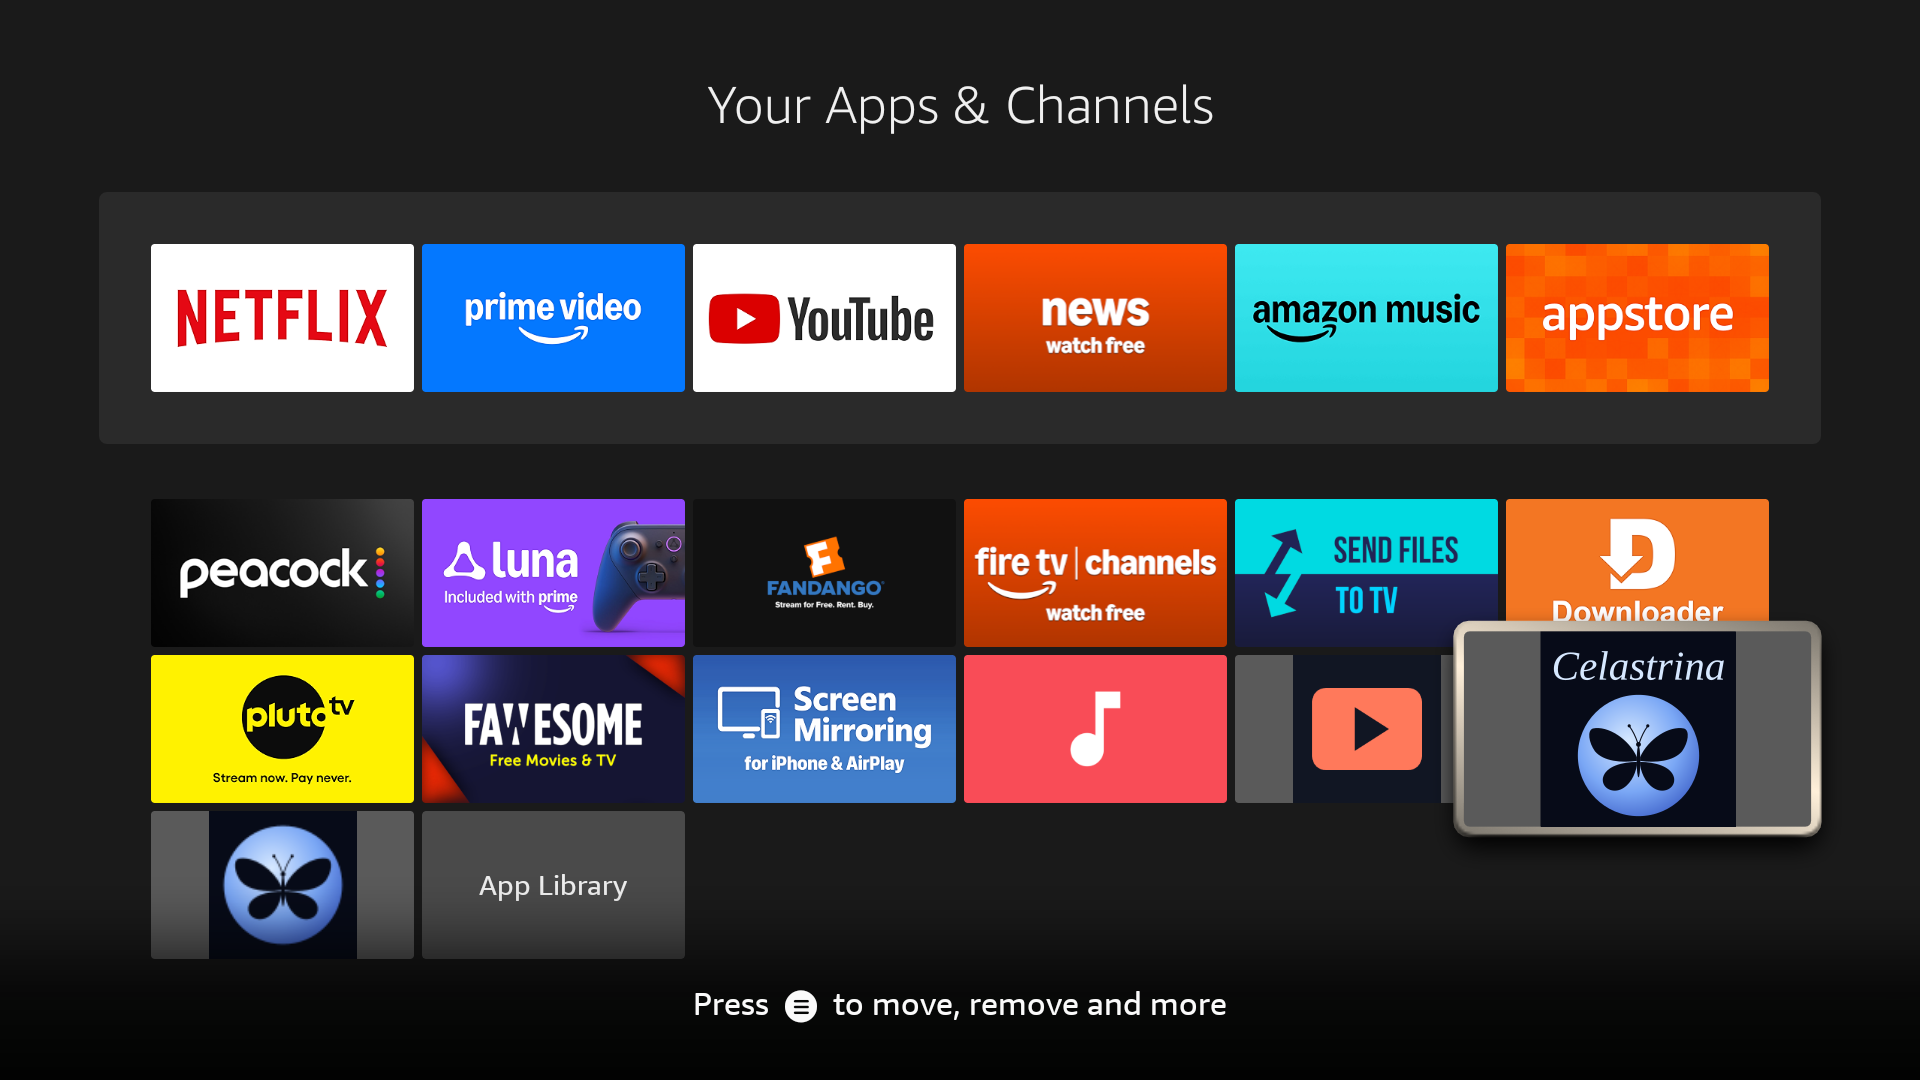 Your Apps & Channels
NETFLIX
prime video
YouTube
news
watch free
amazon music
appstore
peacock
luna
Included with prime
FANDANGO
Stream for Free. Rent. Buy.
fire tv | channels
watch free
SEND FILES
TO TV
Downloader
pluto tv
Stream now. Pay never.
FAWESOME
Free Movies & TV
Screen
Mirroring
for iPhone & AirPlay
Celastrina
App Library
Press to move, remove and more